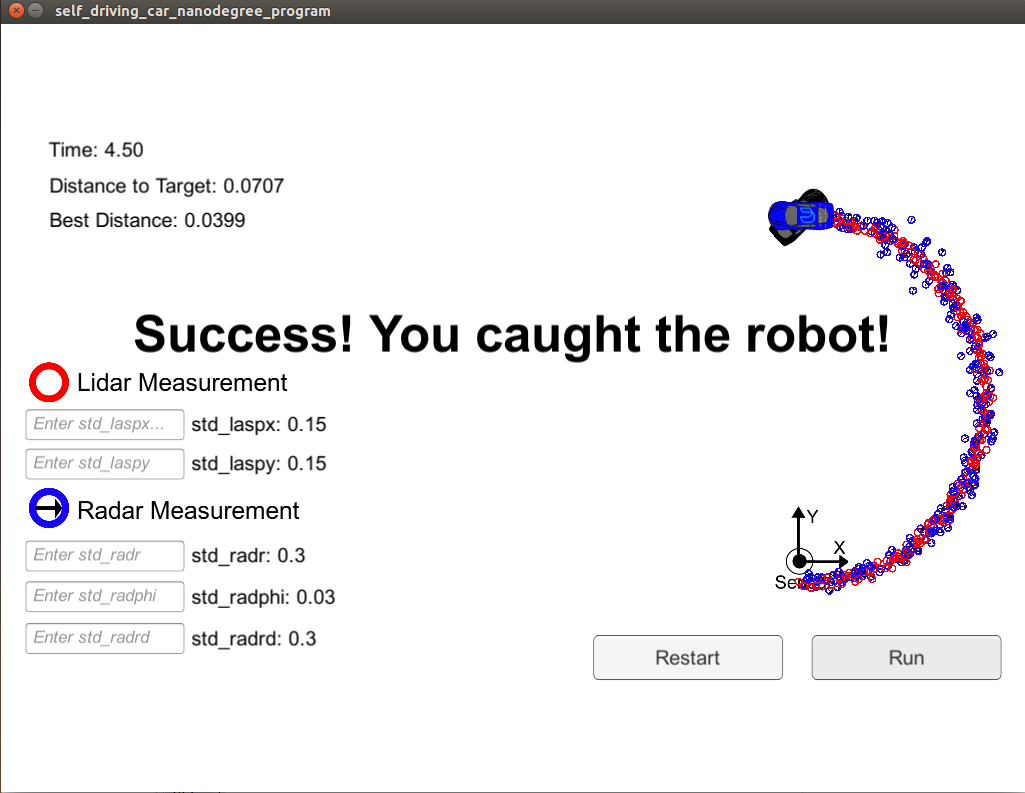 self_driving_car_nanodegree_program
Time: 4.50
Distance to Target: 0.0707
Best Distance: 0.0399
Success! You caught the robot!
Lidar Measurement
Enter std_laspx... std_laspx: 0.15
Enter std_laspy std_laspy: 0.15
Radar Measurement
Enter std_radr std_radr: 0.3
Enter std_radphi std_radphi: 0.03
Enter std_radrd std_radrd: 0.3
Y
X
Restart Run